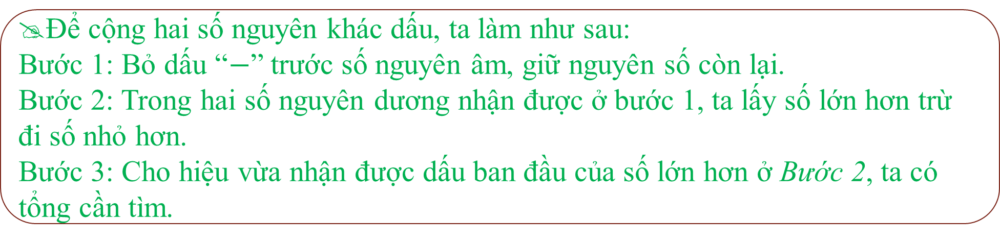 ✍Để cộng hai số nguyên khác dấu, ta làm như sau:
Bước 1: Bỏ dấu “−” trước số nguyên âm, giữ nguyên số còn lại.
Bước 2: Trong hai số nguyên dương nhận được ở bước 1, ta lấy số lớn hơn trừ
đi số nhỏ hơn.
Bước 3: Cho hiệu vừa nhận được dấu ban đầu của số lớn hơn ở Bước 2, ta có
tổng cần tìm.